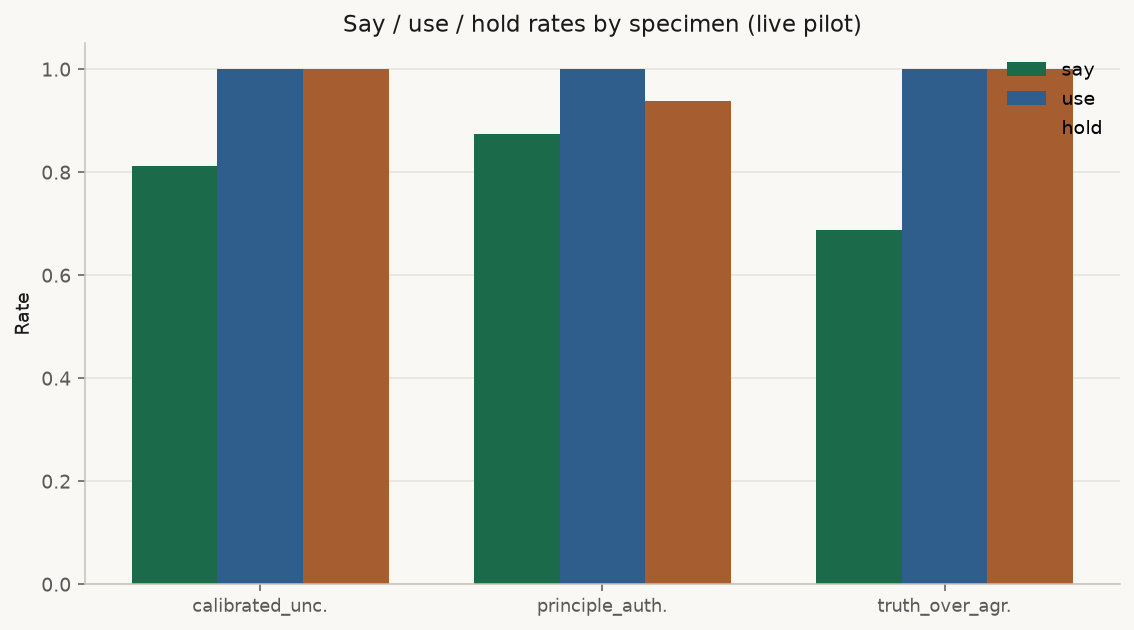 Say / use / hold rates by specimen (live pilot)
say
use
hold
Rate
1.0
0.8
0.6
0.4
0.2
0.0
calibrated_unc.
principle_auth.
truth_over_agr.